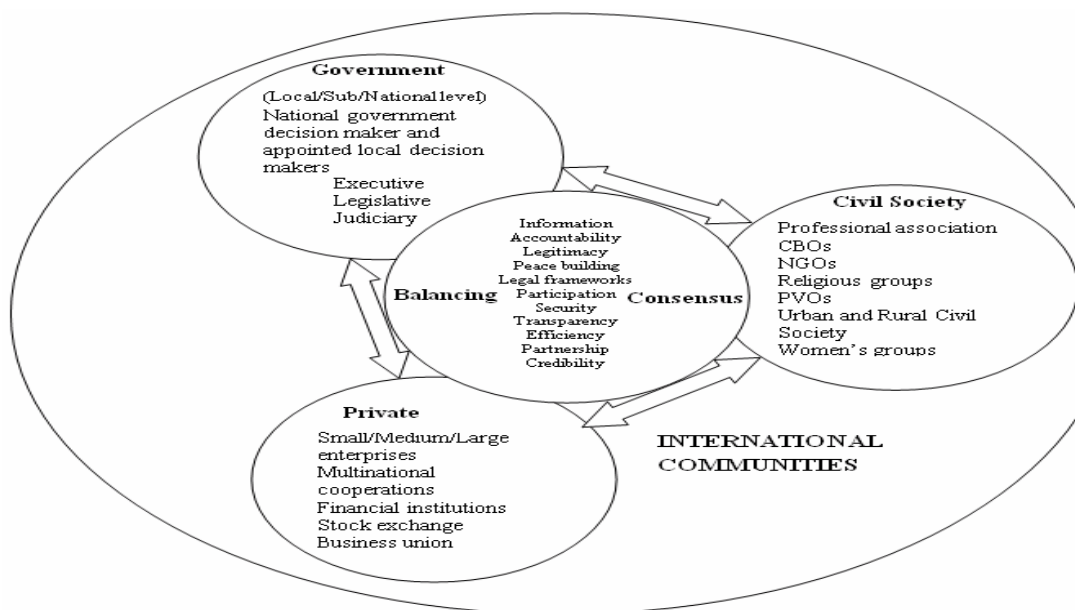 Government
(Local/Sub/National level)
National government
decision maker and
appointed local decision
makers
Executive
Legislative
Judiciary
Information
Accountability
Legitimacy
Peace building
Legal frameworks
Balancing
Participation
Consensus
Security
Transparency
Efficiency
Partnership
Credibility
Civil Society
Professional association
CBOs
NGOs
Religious groups
PVOs
Urban and Rural Civil
Society
Women's groups
Private
Small/Medium/Large
enterprises
Multinational
cooperations
Financial institutions
Stock exchange
Business union
INTERNATIONAL
COMMUNITIES